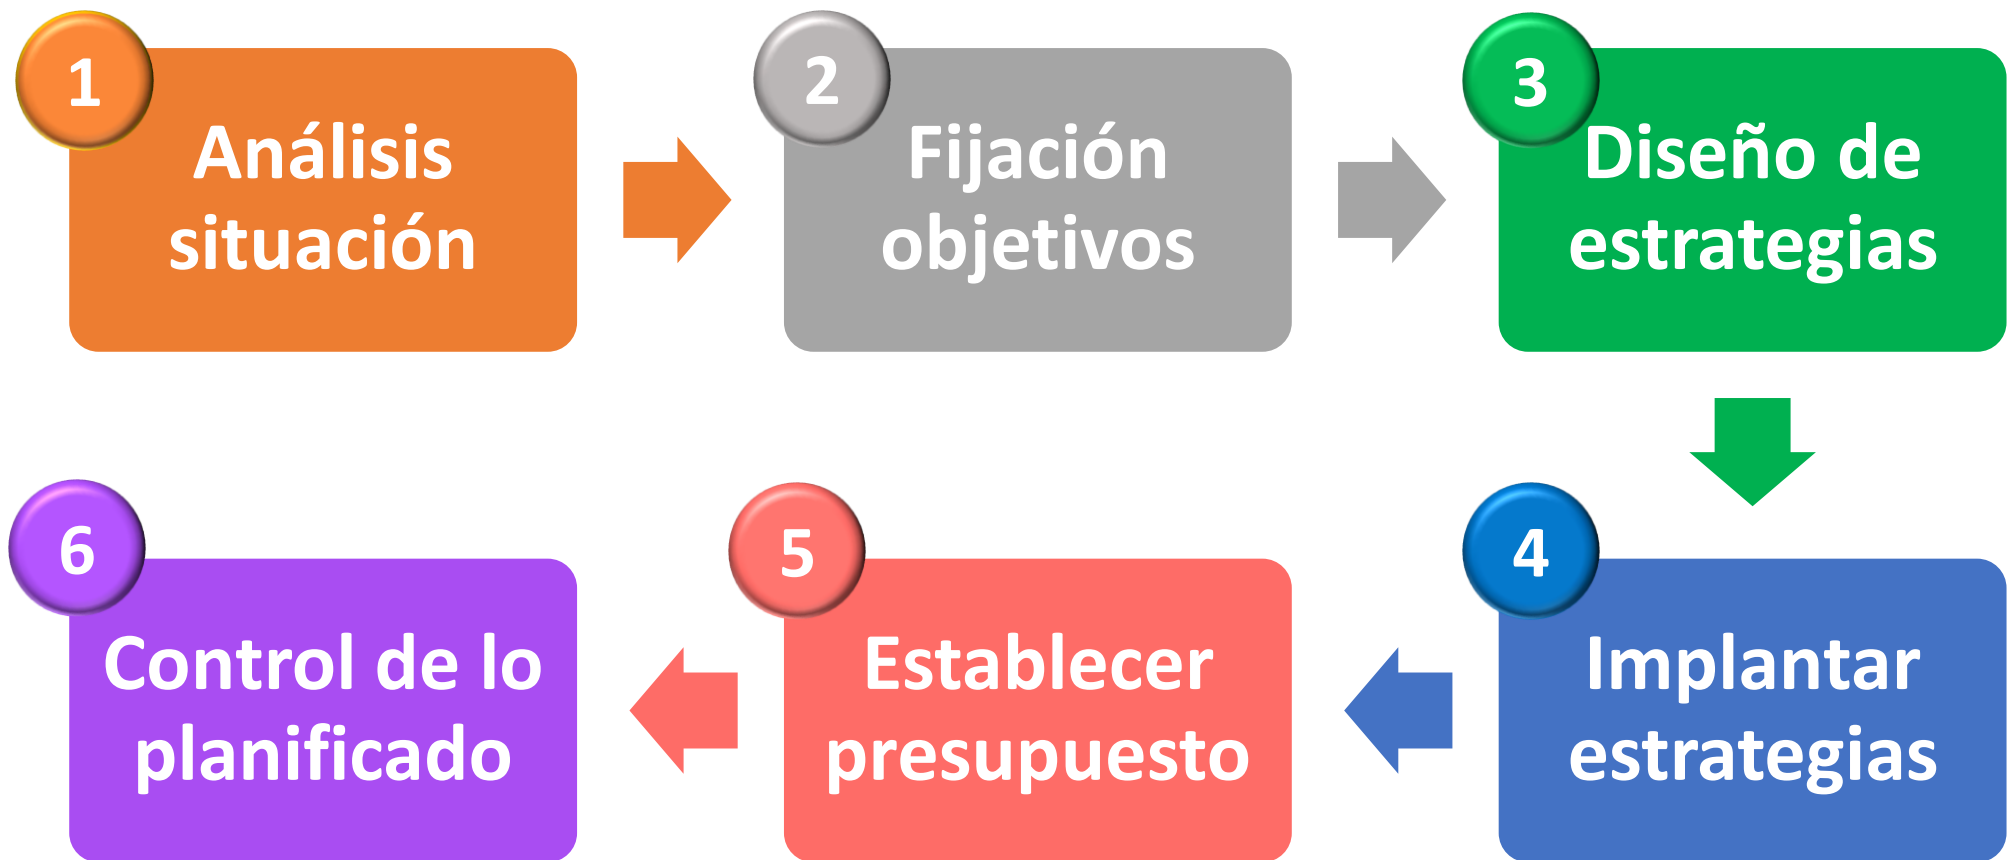 1
Análisis
situación
2
Fijación
objetivos
3
Diseño de
estrategias
4
Implantar
estrategias
5
Establecer
presupuesto
6
Control de lo
planificado